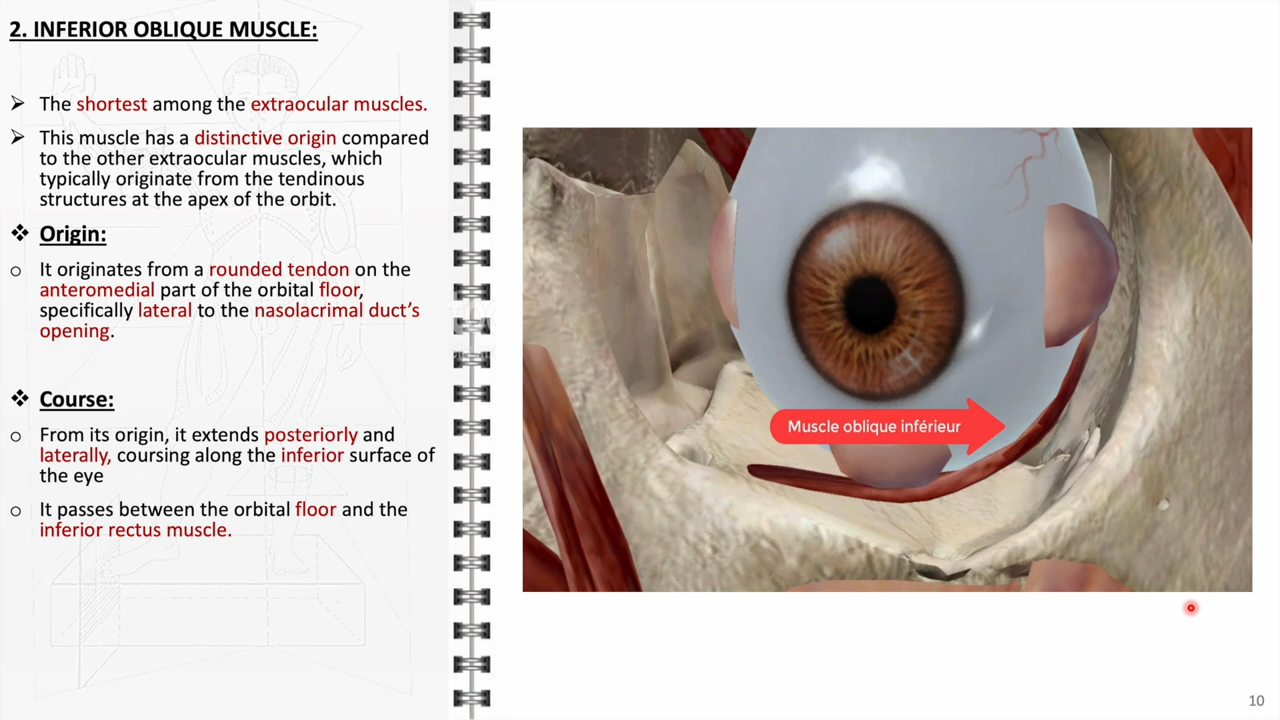 2. INFERIOR OBLIQUE MUSCLE:
➢ The shortest among the extraocular muscles.
➢ This muscle has a distinctive origin compared
to the other extraocular muscles, which
typically originate from the tendinous
structures at the apex of the orbit.
❖ Origin:
o It originates from a rounded tendon on the
anteromedial part of the orbital floor,
specifically lateral to the nasolacrimal duct’s
opening.
❖ Course:
o From its origin, it extends posteriorly and
laterally, coursing along the inferior surface of
the eye
o It passes between the orbital floor and the
inferior rectus muscle.
Muscle oblique inférieur
10